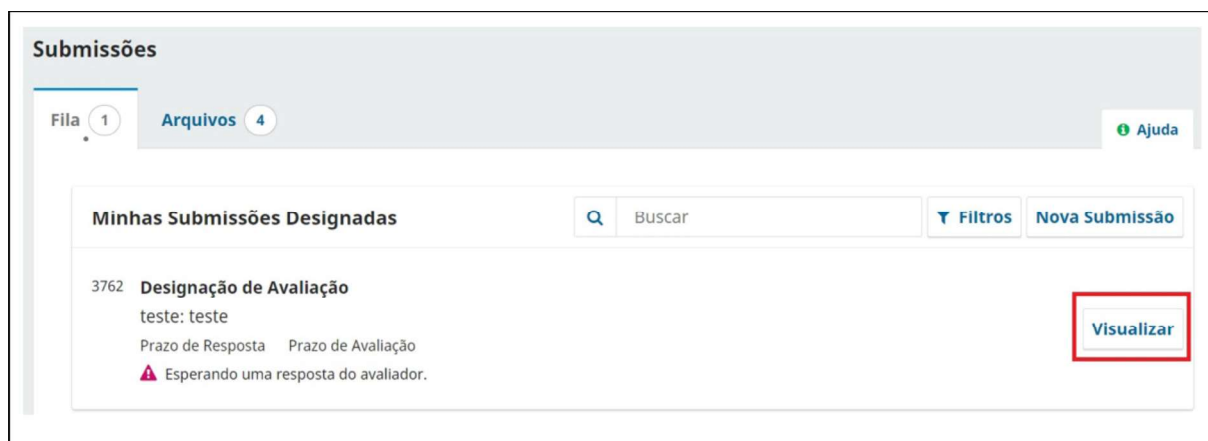 Submissões
Fila 1 Arquivos 4
Ajuda
Minhas Submissões Designadas Buscar Filtros Nova Submissão
3762 Designação de Avaliação
teste: teste
Visualizar
Prazo de Resposta Prazo de Avaliação
Esperando uma resposta do avaliador.